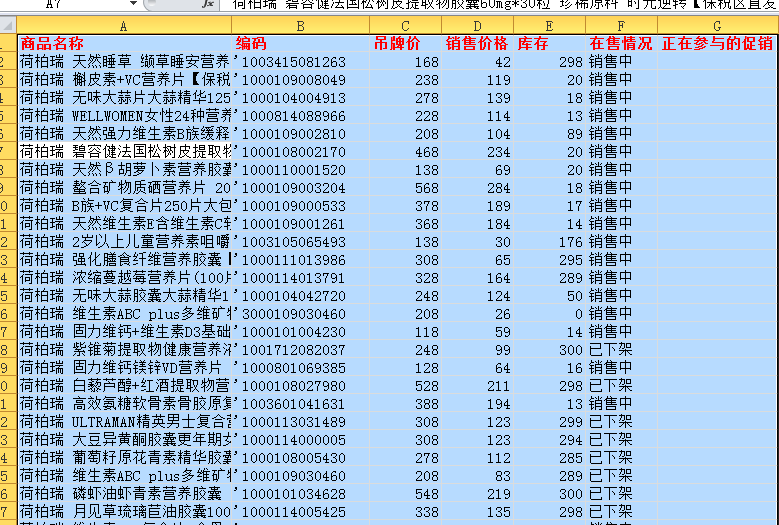 A7 fx 荷柏瑞 碧容健法国松树皮提取物胶囊60mg*30粒 珍稀原料 时光逆转【保税区直发
A B C D E F G
商品名称 编码 吊牌价 销售价格 库存 在售情况 正在参与的促销
2 荷柏瑞 天然睡草 缬草睡安营养 '1003415081263 168 42 298 销售中
3 荷柏瑞 槲皮素+VC营养片【保税 '1000109008049 238 119 20 销售中
4 荷柏瑞 无味大蒜片大蒜精华125 '1000104004913 278 139 18 销售中
5 荷柏瑞 WELLWOMEN女性24种营养 '1000814088966 228 114 13 销售中
6 荷柏瑞 天然强力维生素B族缓释 '1000109002810 208 104 89 销售中
7 荷柏瑞 碧容健法国松树皮提取物 '1000108002170 468 234 20 销售中
8 荷柏瑞 天然β胡萝卜素营养胶囊 '1000110001520 138 69 20 销售中
9 荷柏瑞 螯合矿物质硒营养片 20 '1000109003204 568 284 18 销售中
0 荷柏瑞 B族+VC复合片250片大包 '1000109000533 378 189 17 销售中
1 荷柏瑞 天然维生素E含维生素C软 '1000109001261 368 184 14 销售中
2 荷柏瑞 2岁以上儿童营养素咀嚼 '1003105065493 138 30 176 销售中
3 荷柏瑞 强化膳食纤维营养胶囊 '1000111013986 308 65 295 销售中
4 荷柏瑞 浓缩蔓越莓营养片(100片 '1000114013791 328 164 289 销售中
5 荷柏瑞 无味大蒜胶囊大蒜精华1 '1000104042720 248 124 50 销售中
6 荷柏瑞 维生素ABC plus多维矿物 '3000109030460 208 26 0 销售中
7 荷柏瑞 固力维钙+维生素D3基础 '1000101004230 118 59 14 销售中
8 荷柏瑞 紫锥菊提取物健康营养液 '1001712082037 248 99 300 已下架
9 荷柏瑞 固力维钙镁锌VD营养片 '1000801069385 128 64 16 销售中
0 荷柏瑞 白藜芦醇+红酒提取物营 '1000108027980 528 211 298 已下架
1 荷柏瑞 高效氨糖软骨素骨胶原复 '1003601041631 388 194 13 销售中
2 荷柏瑞 ULTRAMAN精英男士复合营 '1000113031489 308 123 299 已下架
3 荷柏瑞 大豆异黄酮胶囊更年期女 '1000114000005 308 123 294 已下架
4 荷柏瑞 葡萄籽原花青素精华胶囊 '1000108005430 278 112 285 已下架
5 荷柏瑞 维生素ABC plus多维矿物 '1000109030460 208 83 289 已下架
6 荷柏瑞 磷虾油虾青素营养胶囊 '1000101034628 548 219 300 已下架
7 荷柏瑞 月见草琉璃苣油胶囊100 '1000114005425 338 135 298 已下架